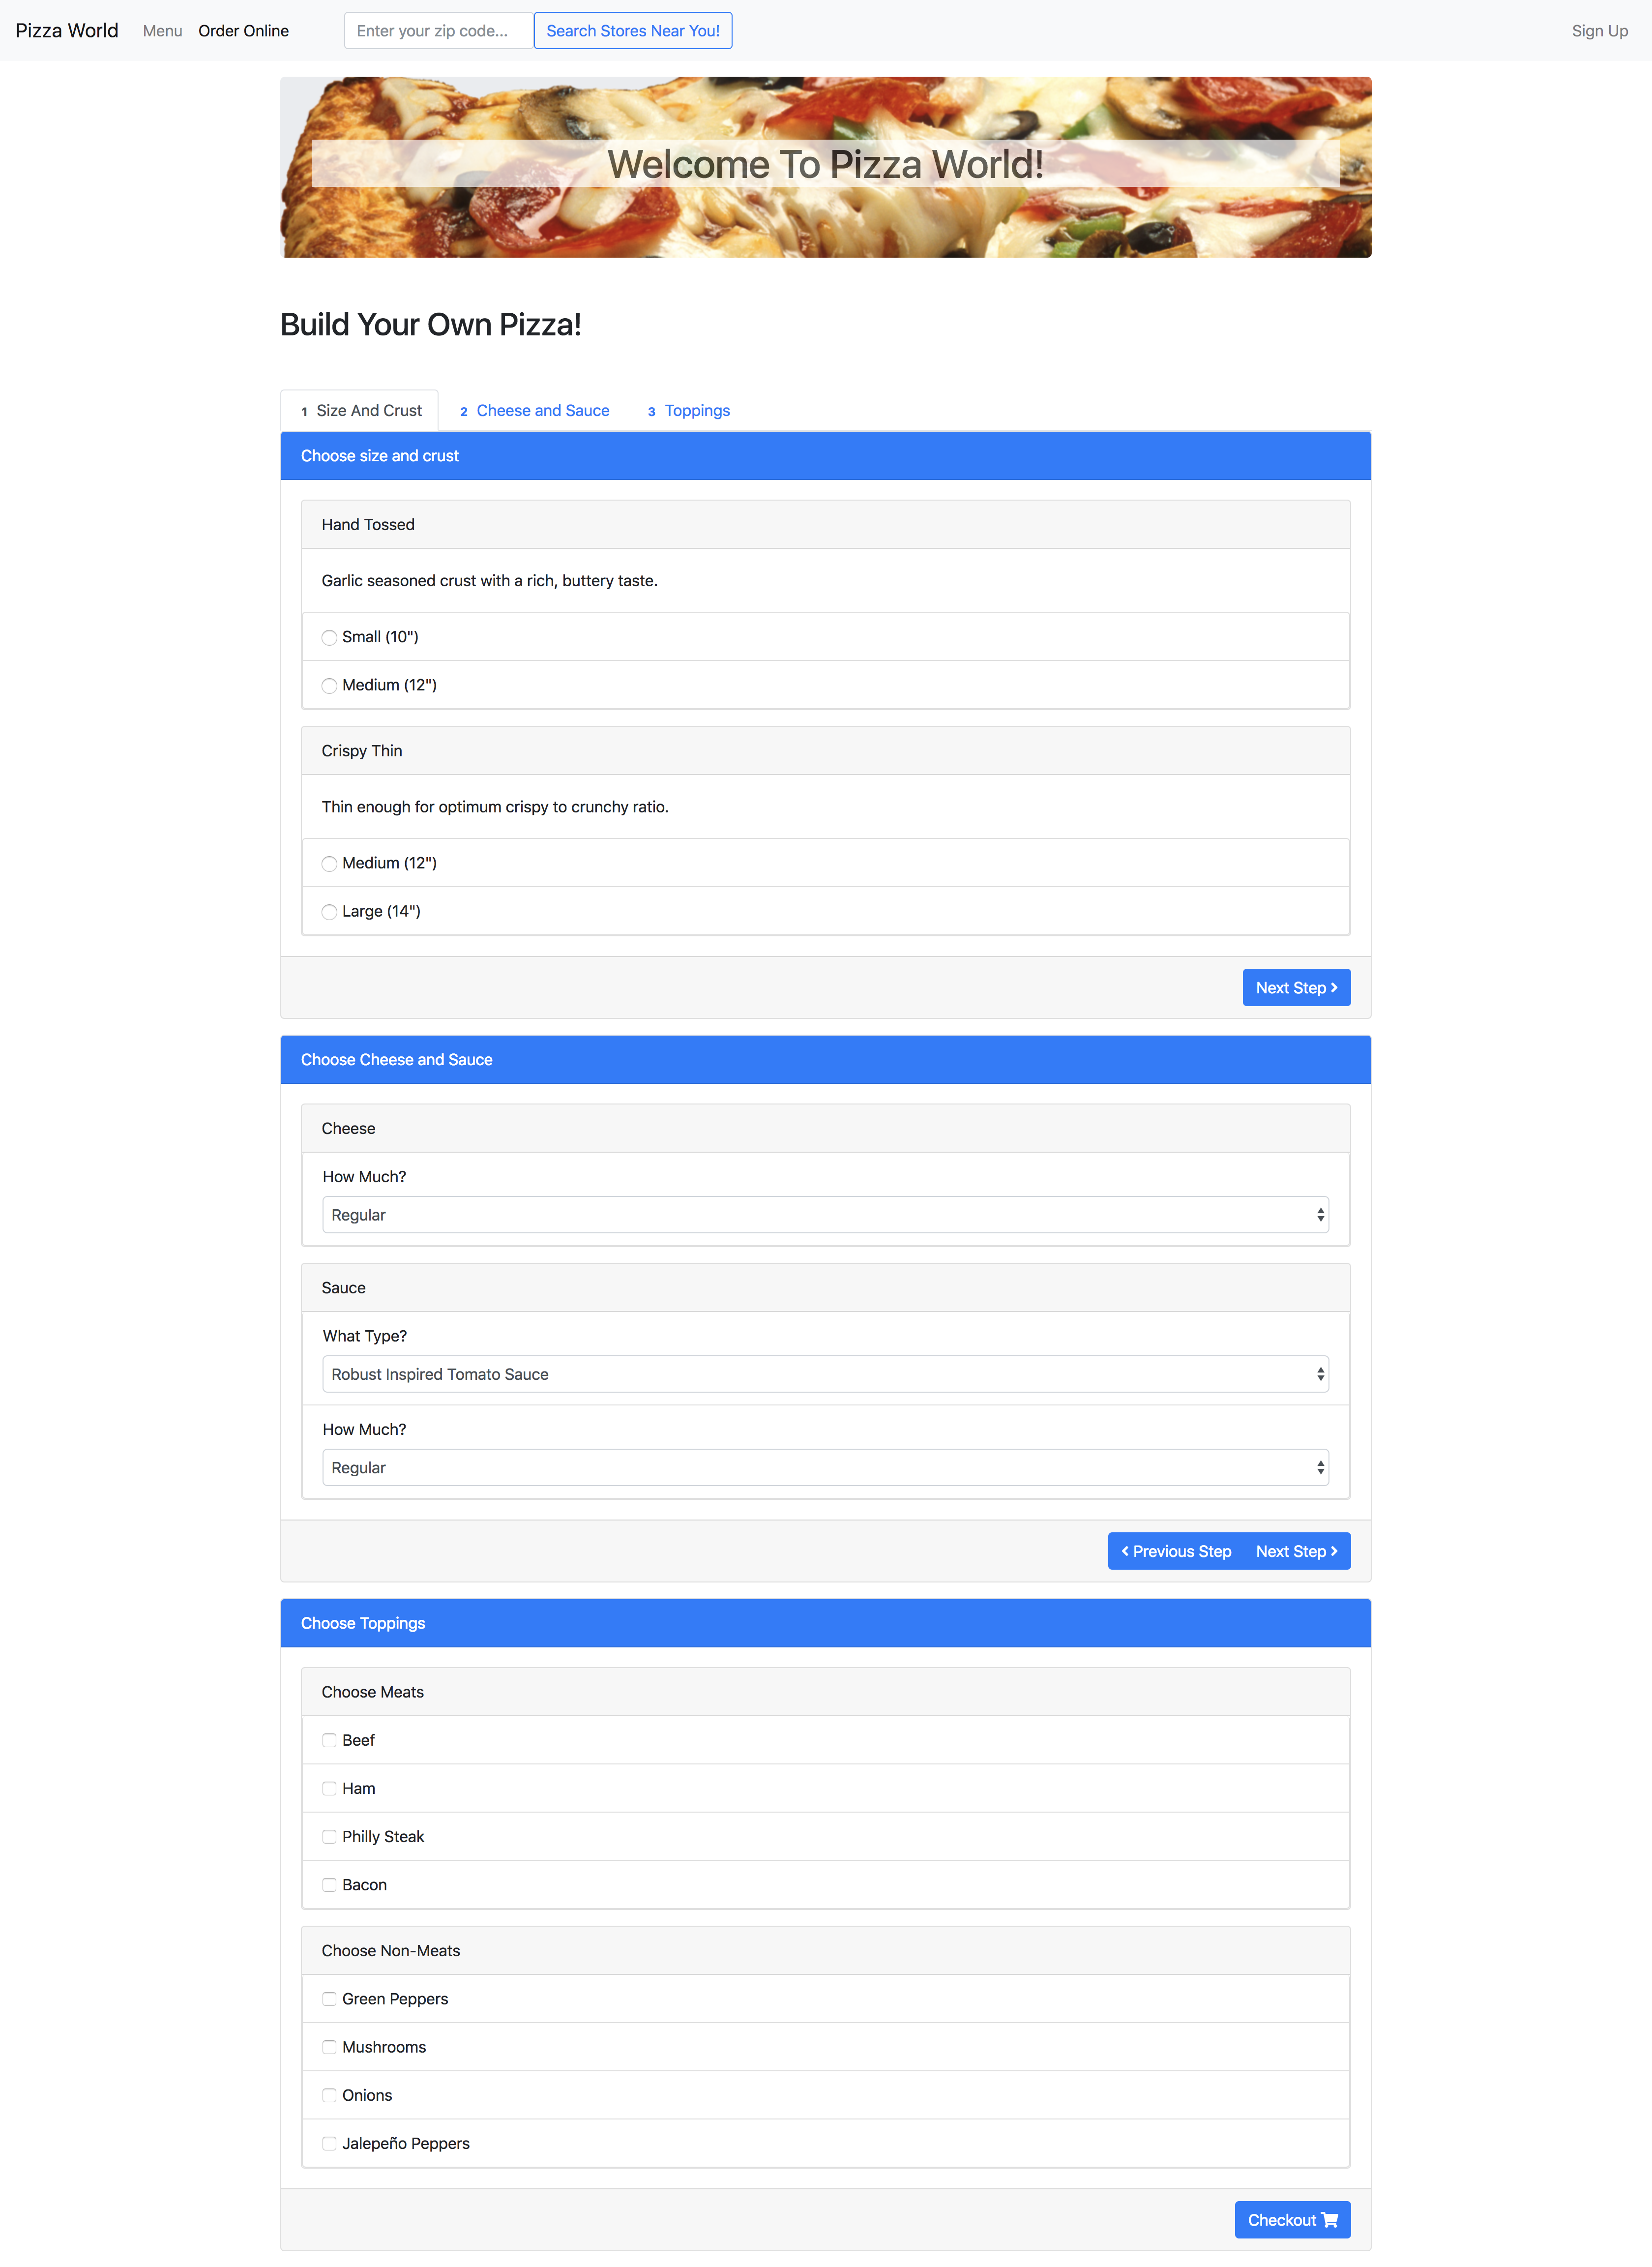 Pizza World Menu Order Online Enter your zip code... Search Stores Near You! Sign Up
Welcome To Pizza World!
Build Your Own Pizza!
1 Size And Crust 2 Cheese and Sauce 3 Toppings
Choose size and crust
Hand Tossed
Garlic seasoned crust with a rich, buttery taste.
Small (10")
Medium (12")
Crispy Thin
Thin enough for optimum crispy to crunchy ratio.
Medium (12")
Large (14")
Next Step
Choose Cheese and Sauce
Cheese
How Much?
Regular
Sauce
What Type?
Robust Inspired Tomato Sauce
How Much?
Regular
Previous Step Next Step
Choose Toppings
Choose Meats
Beef
Ham
Philly Steak
Bacon
Choose Non-Meats
Green Peppers
Mushrooms
Onions
Jalepeño Peppers
Checkout